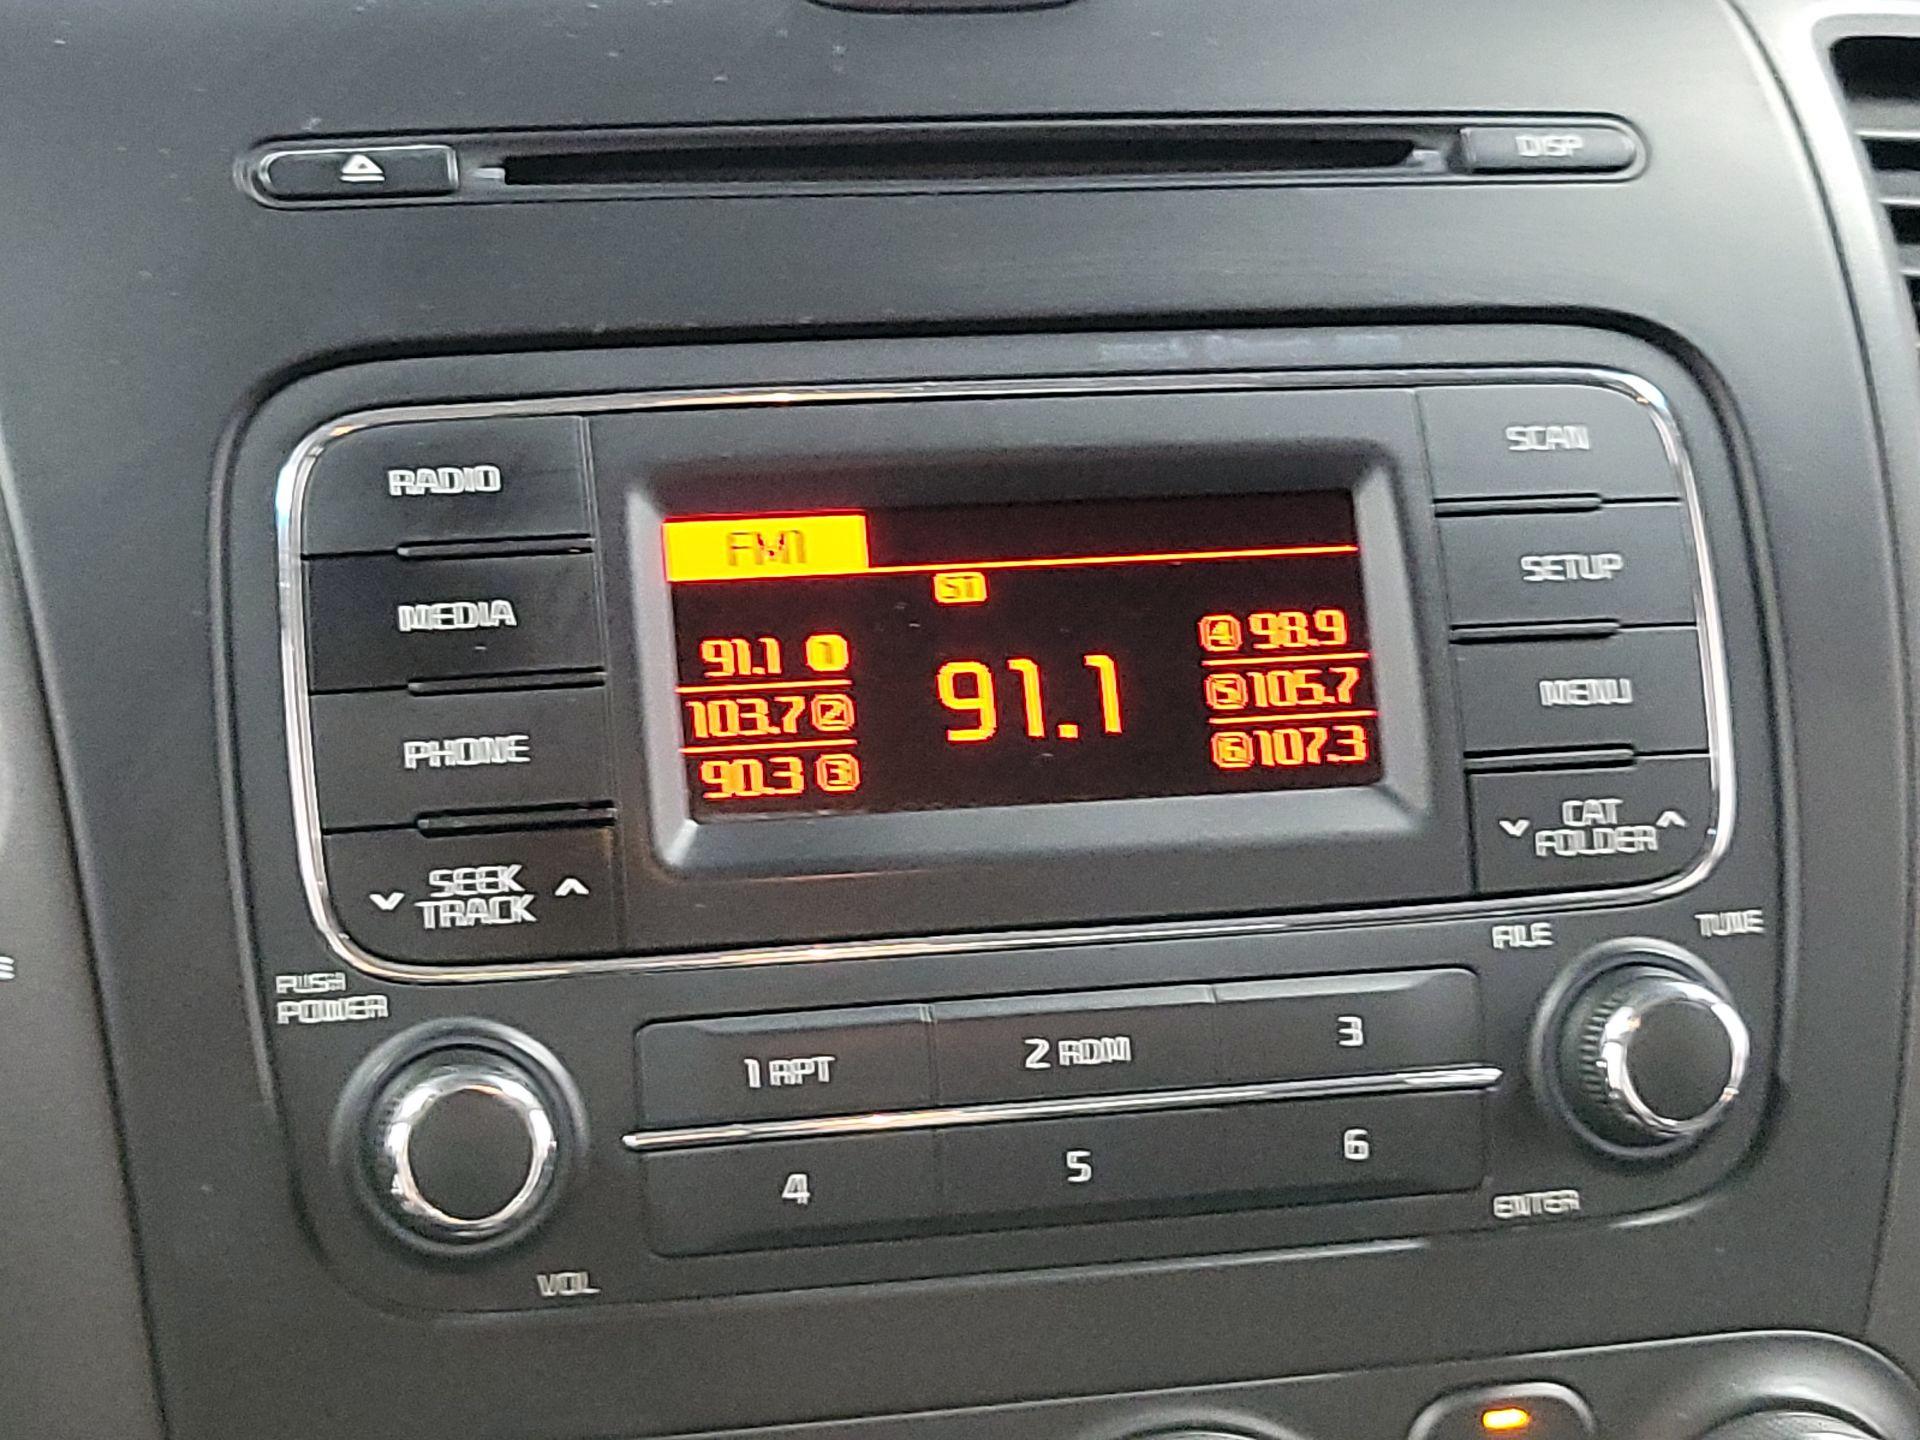 DISP
RADIO
MEDIA
PHONE
SEEK
TRACK
FM1
ST
91.1 1
103.7 2
90.3 3
91.1
4 98.9
5 105.7
6 107.3
SCAN
SETUP
MENU
CAT
FOLDER
PUSH
POWER
VOL
1 RPT
2 RDM
3
4
5
6
FILE
TUNE
ENTER